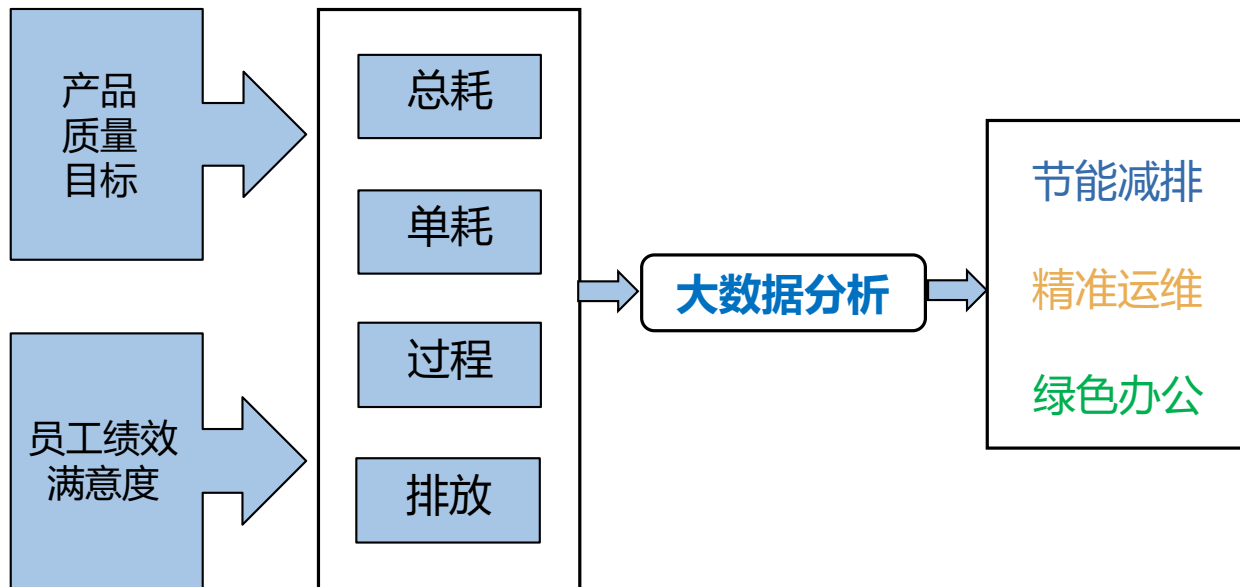 产品
质量
目标
员工绩效
满意度
总耗
单耗
过程
排放
大数据分析
节能减排
精准运维
绿色办公